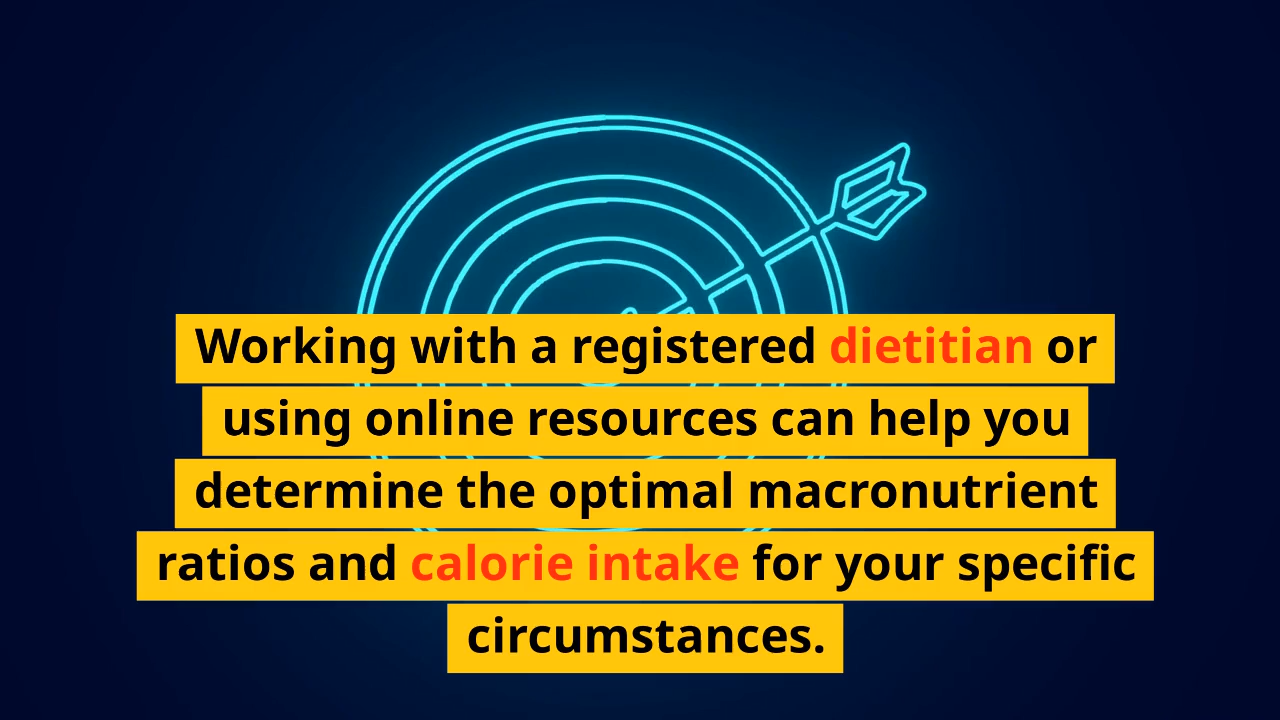 Working with a registered dietitian or
using online resources can help you
determine the optimal macronutrient
ratios and calorie intake for your specific
circumstances.